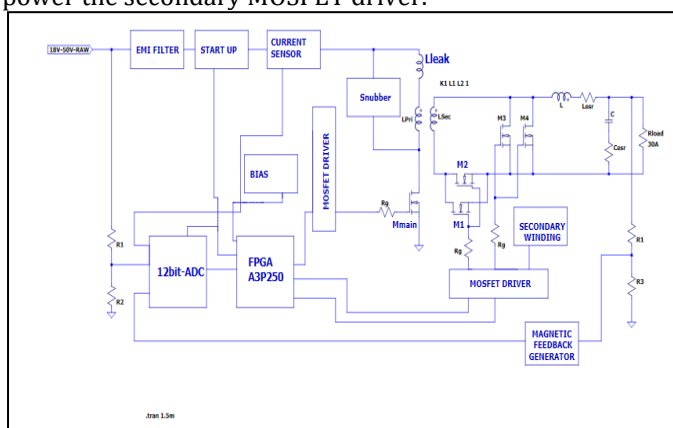 power the secondary MOSFET driver.
18V-50V-RAW
EMI FILTER
START UP
CURRENT
SENSOR
Lleak
Snubber
K1 L1 L2 1
LPri
LSec
M3
M4
L
Lesr
C
Cesr
Rload
30A
MOSFET DRIVER
BIAS
M2
M1
Rg
Mmain
Rg
Rg
SECONDARY
WINDING
R1
R2
12bit-ADC
FPGA
A3P250
MOSFET DRIVER
R1
R3
MAGNETIC
FEEDBACK
GENERATOR
.tran 1.5m